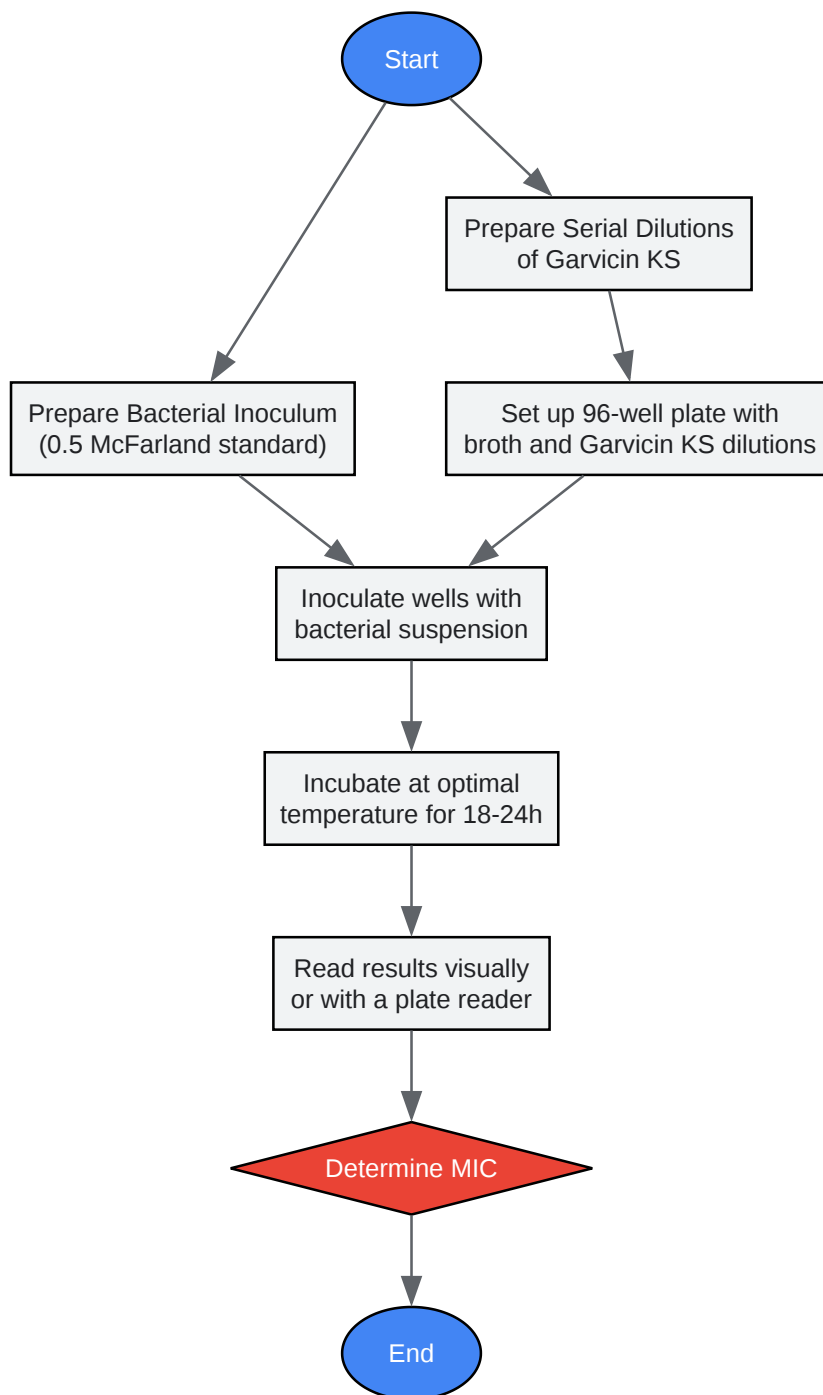 Start
Prepare Serial Dilutions
of Garvicin KS
Prepare Bacterial Inoculum
(0.5 McFarland standard)
Set up 96-well plate with
broth and Garvicin KS dilutions
Inoculate wells with
bacterial suspension
Incubate at optimal
temperature for 18-24h
Read results visually
or with a plate reader
Determine MIC
End